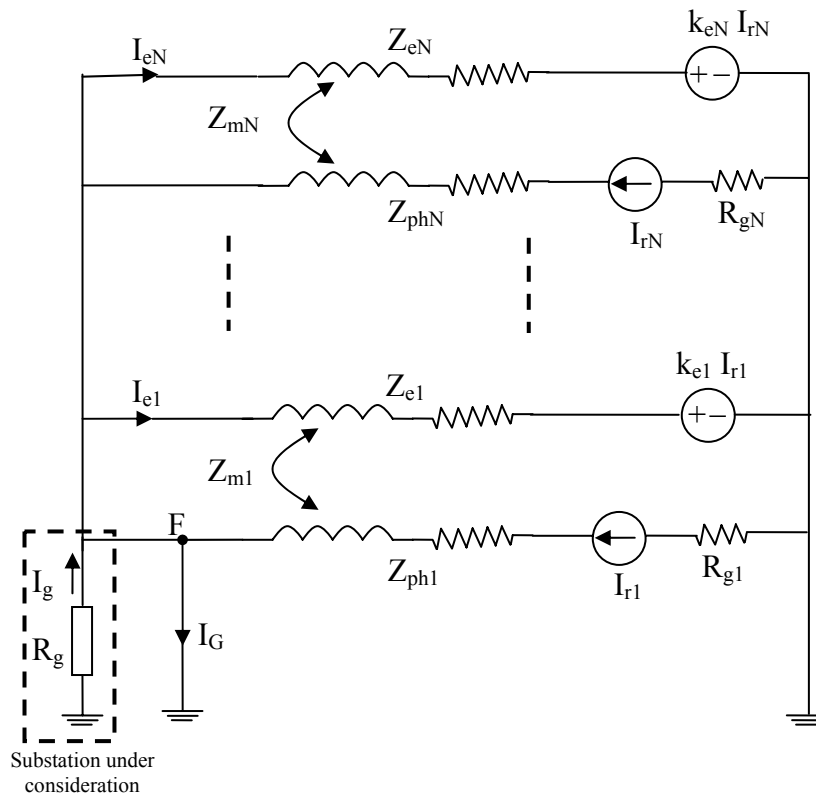 k_eN I_rN
I_eN
Z_eN
+ −
Z_mN
Z_phN
I_rN
R_gN
k_e1 I_r1
I_e1
Z_e1
+ −
Z_m1
F
Z_ph1
I_r1
R_g1
I_g
I_G
R_g
Substation under
consideration